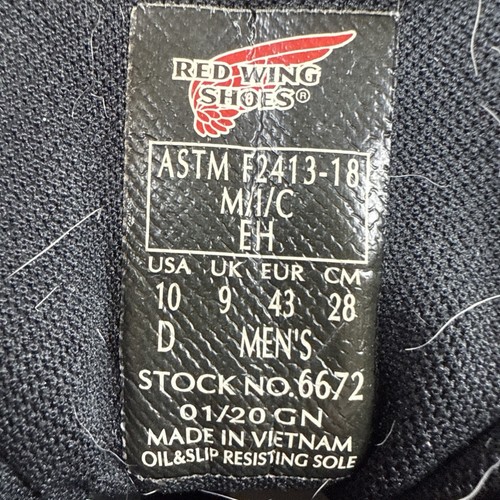 RED WING
SHOES®
ASTM F2413-18
M/I/C
EH
USA UK EUR CM
10 9 43 28
D MEN'S
STOCK NO.6672
01/20 GN
MADE IN VIETNAM
OIL&SLIP RESISTING SOLE